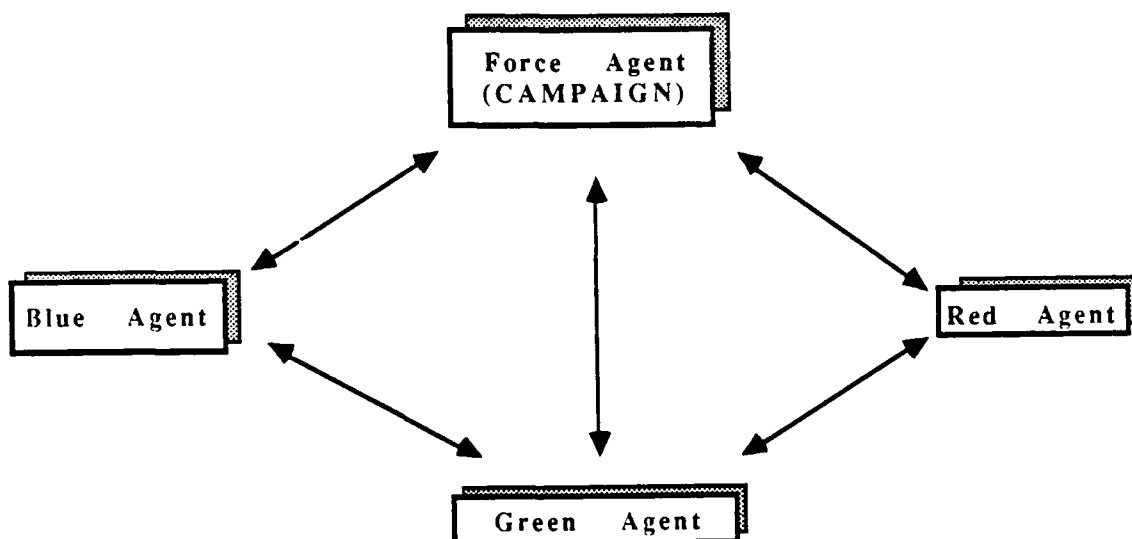 Force Agent
(CAMPAIGN)
Blue Agent
Red Agent
Green Agent